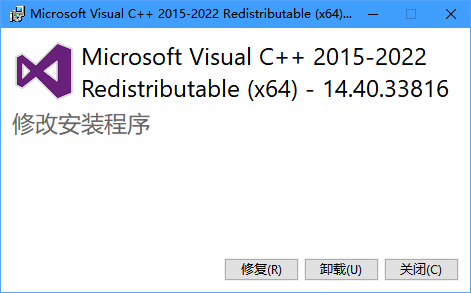 Microsoft Visual C++ 2015-2022 Redistributable (x64)...
Microsoft Visual C++ 2015-2022
Redistributable (x64) - 14.40.33816
修改安装程序
修复(R) 卸载(U) 关闭(C)